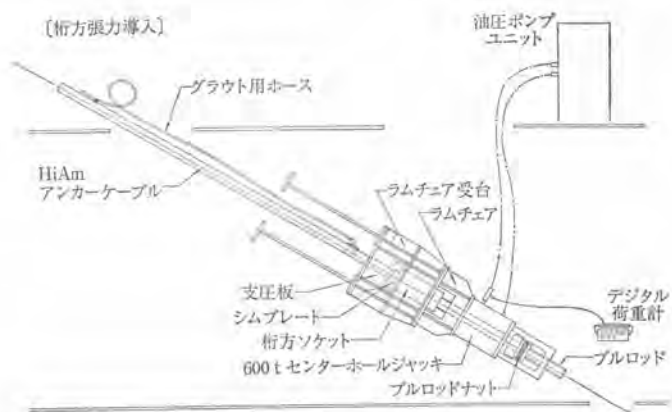 〔桁方張力導入〕
油圧ポンプ
ユニット
グラウト用ホース
HiAm
アンカーケーブル
ラムチェア受台
ラムチェア
支圧板
シムプレート
桁方ソケット
600tセンターホールジャッキ
プルロッドナット
デジタル
荷重計
プルロッド